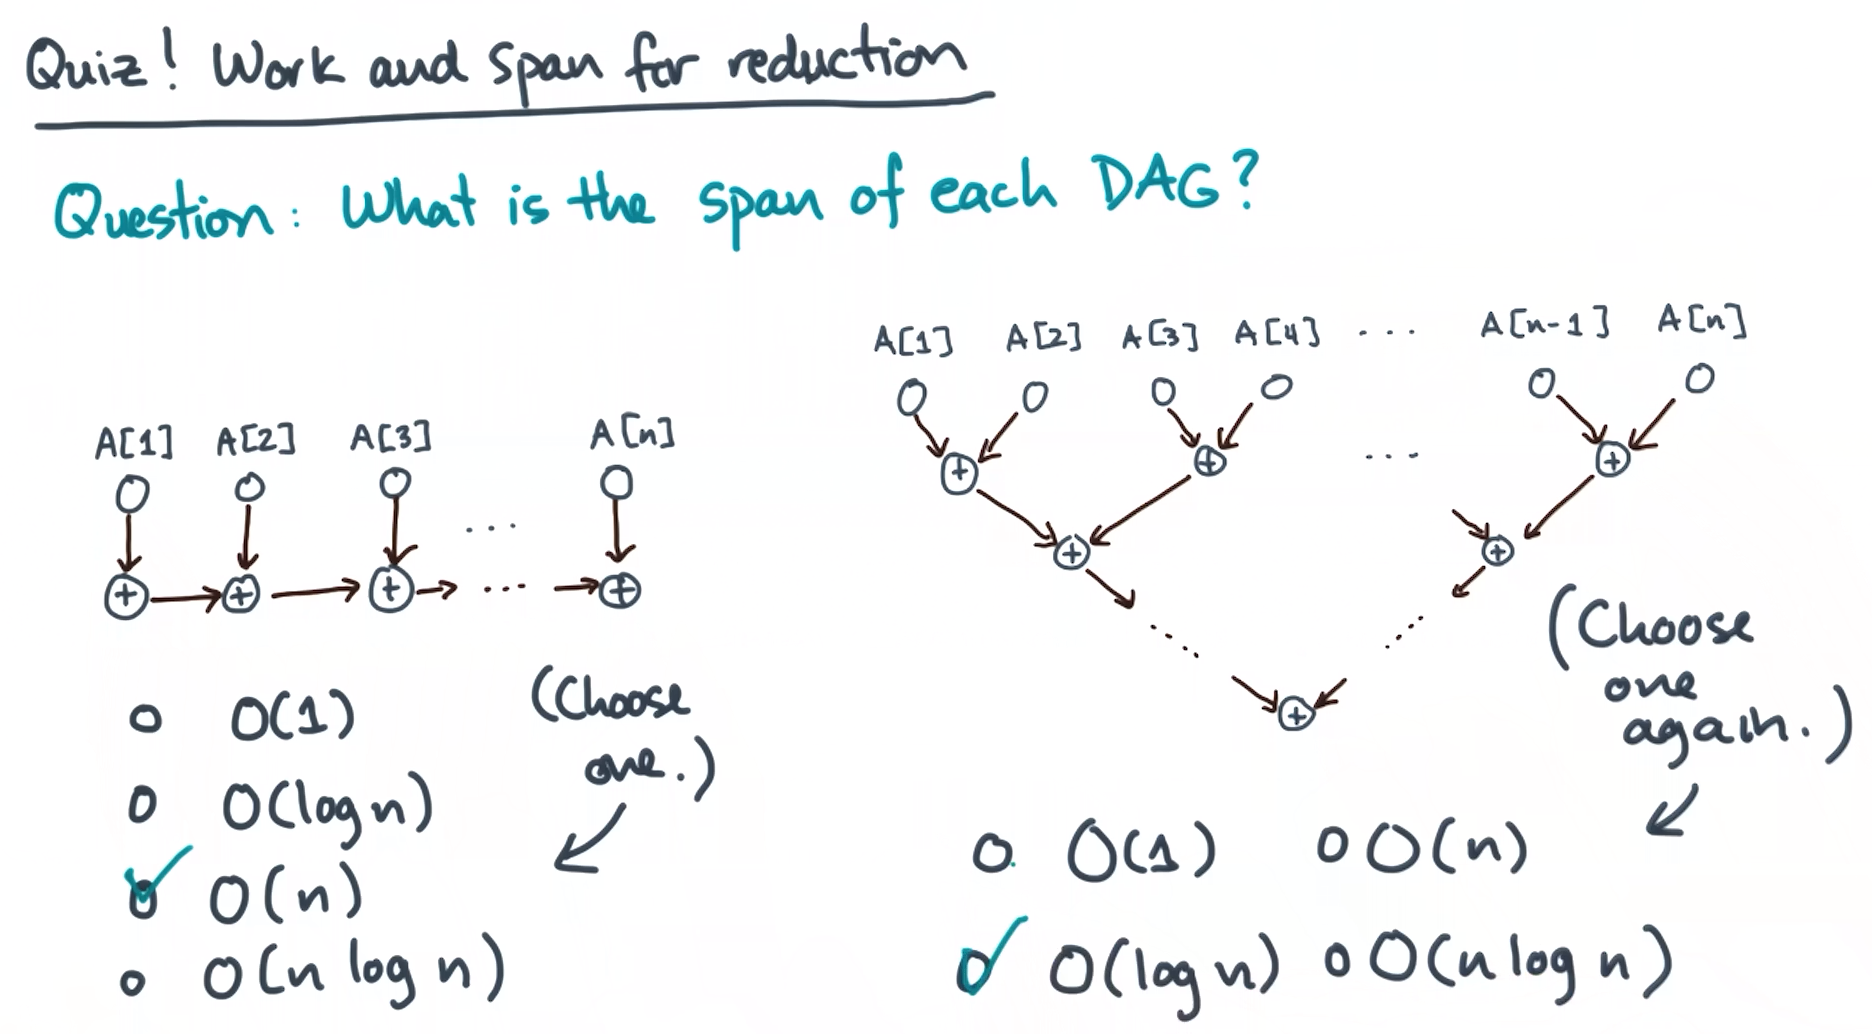 Quiz! Work and span for reduction
Question: What is the span of each DAG?
A[1] A[2] A[3] A[n]
+ + + ... +
o O(1)
o O(log n)
o O(n)
o O(n log n)
(Choose
one.)
A[1] A[2] A[3] A[4] ... A[n-1] A[n]
+ + ... +
+ +
+
(Choose
one
again.)
o O(1) o O(n)
o O(log n) o O(n log n)